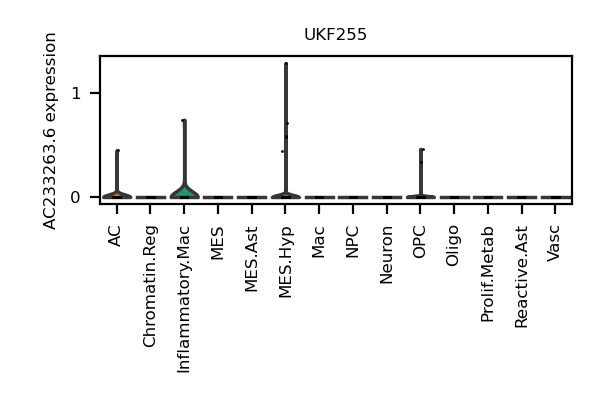 UKF255
AC233263.6 expression
1
0
AC
Chromatin.Reg
Inflammatory.Mac
MES
MES.Ast
MES.Hyp
Mac
NPC
Neuron
OPC
Oligo
Prolif.Metab
Reactive.Ast
Vasc